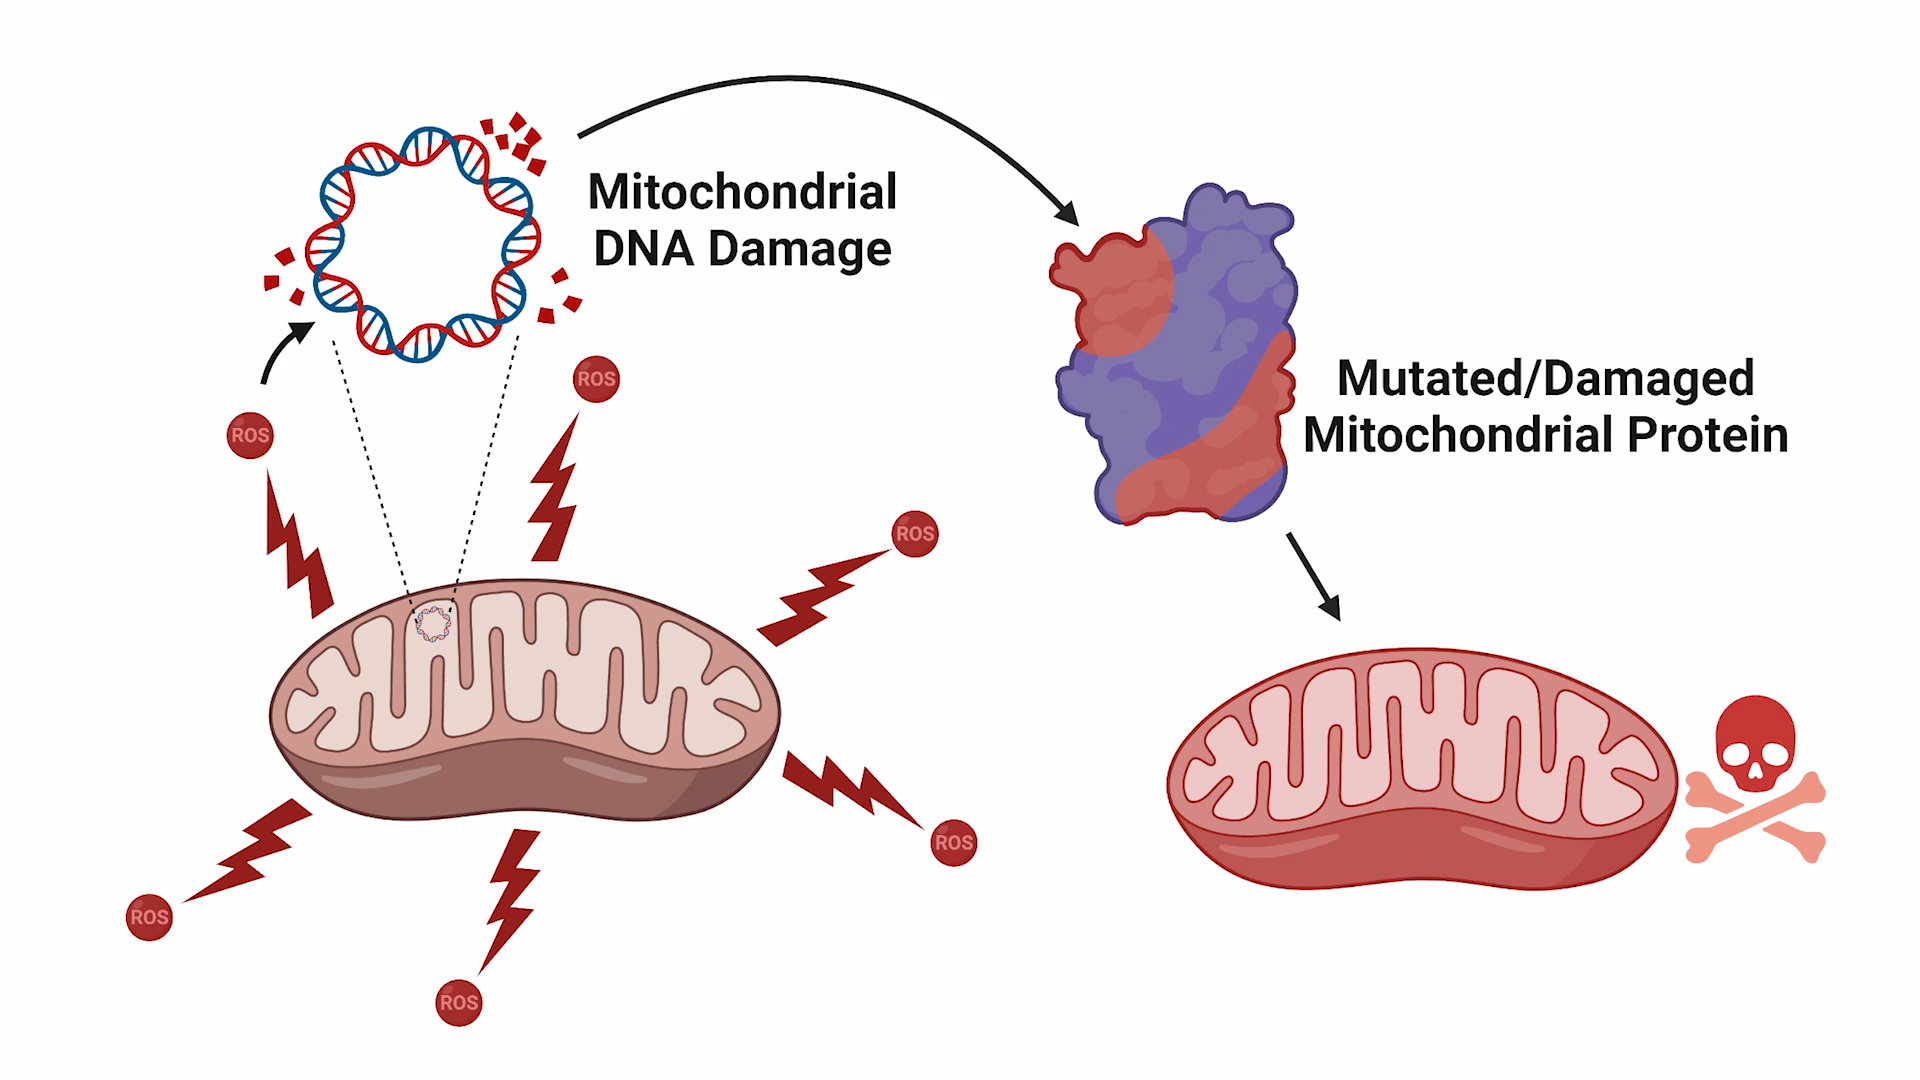 Mitochondrial
DNA Damage
ROS
ROS
Mutated/Damaged
Mitochondrial Protein
ROS
ROS
ROS
ROS